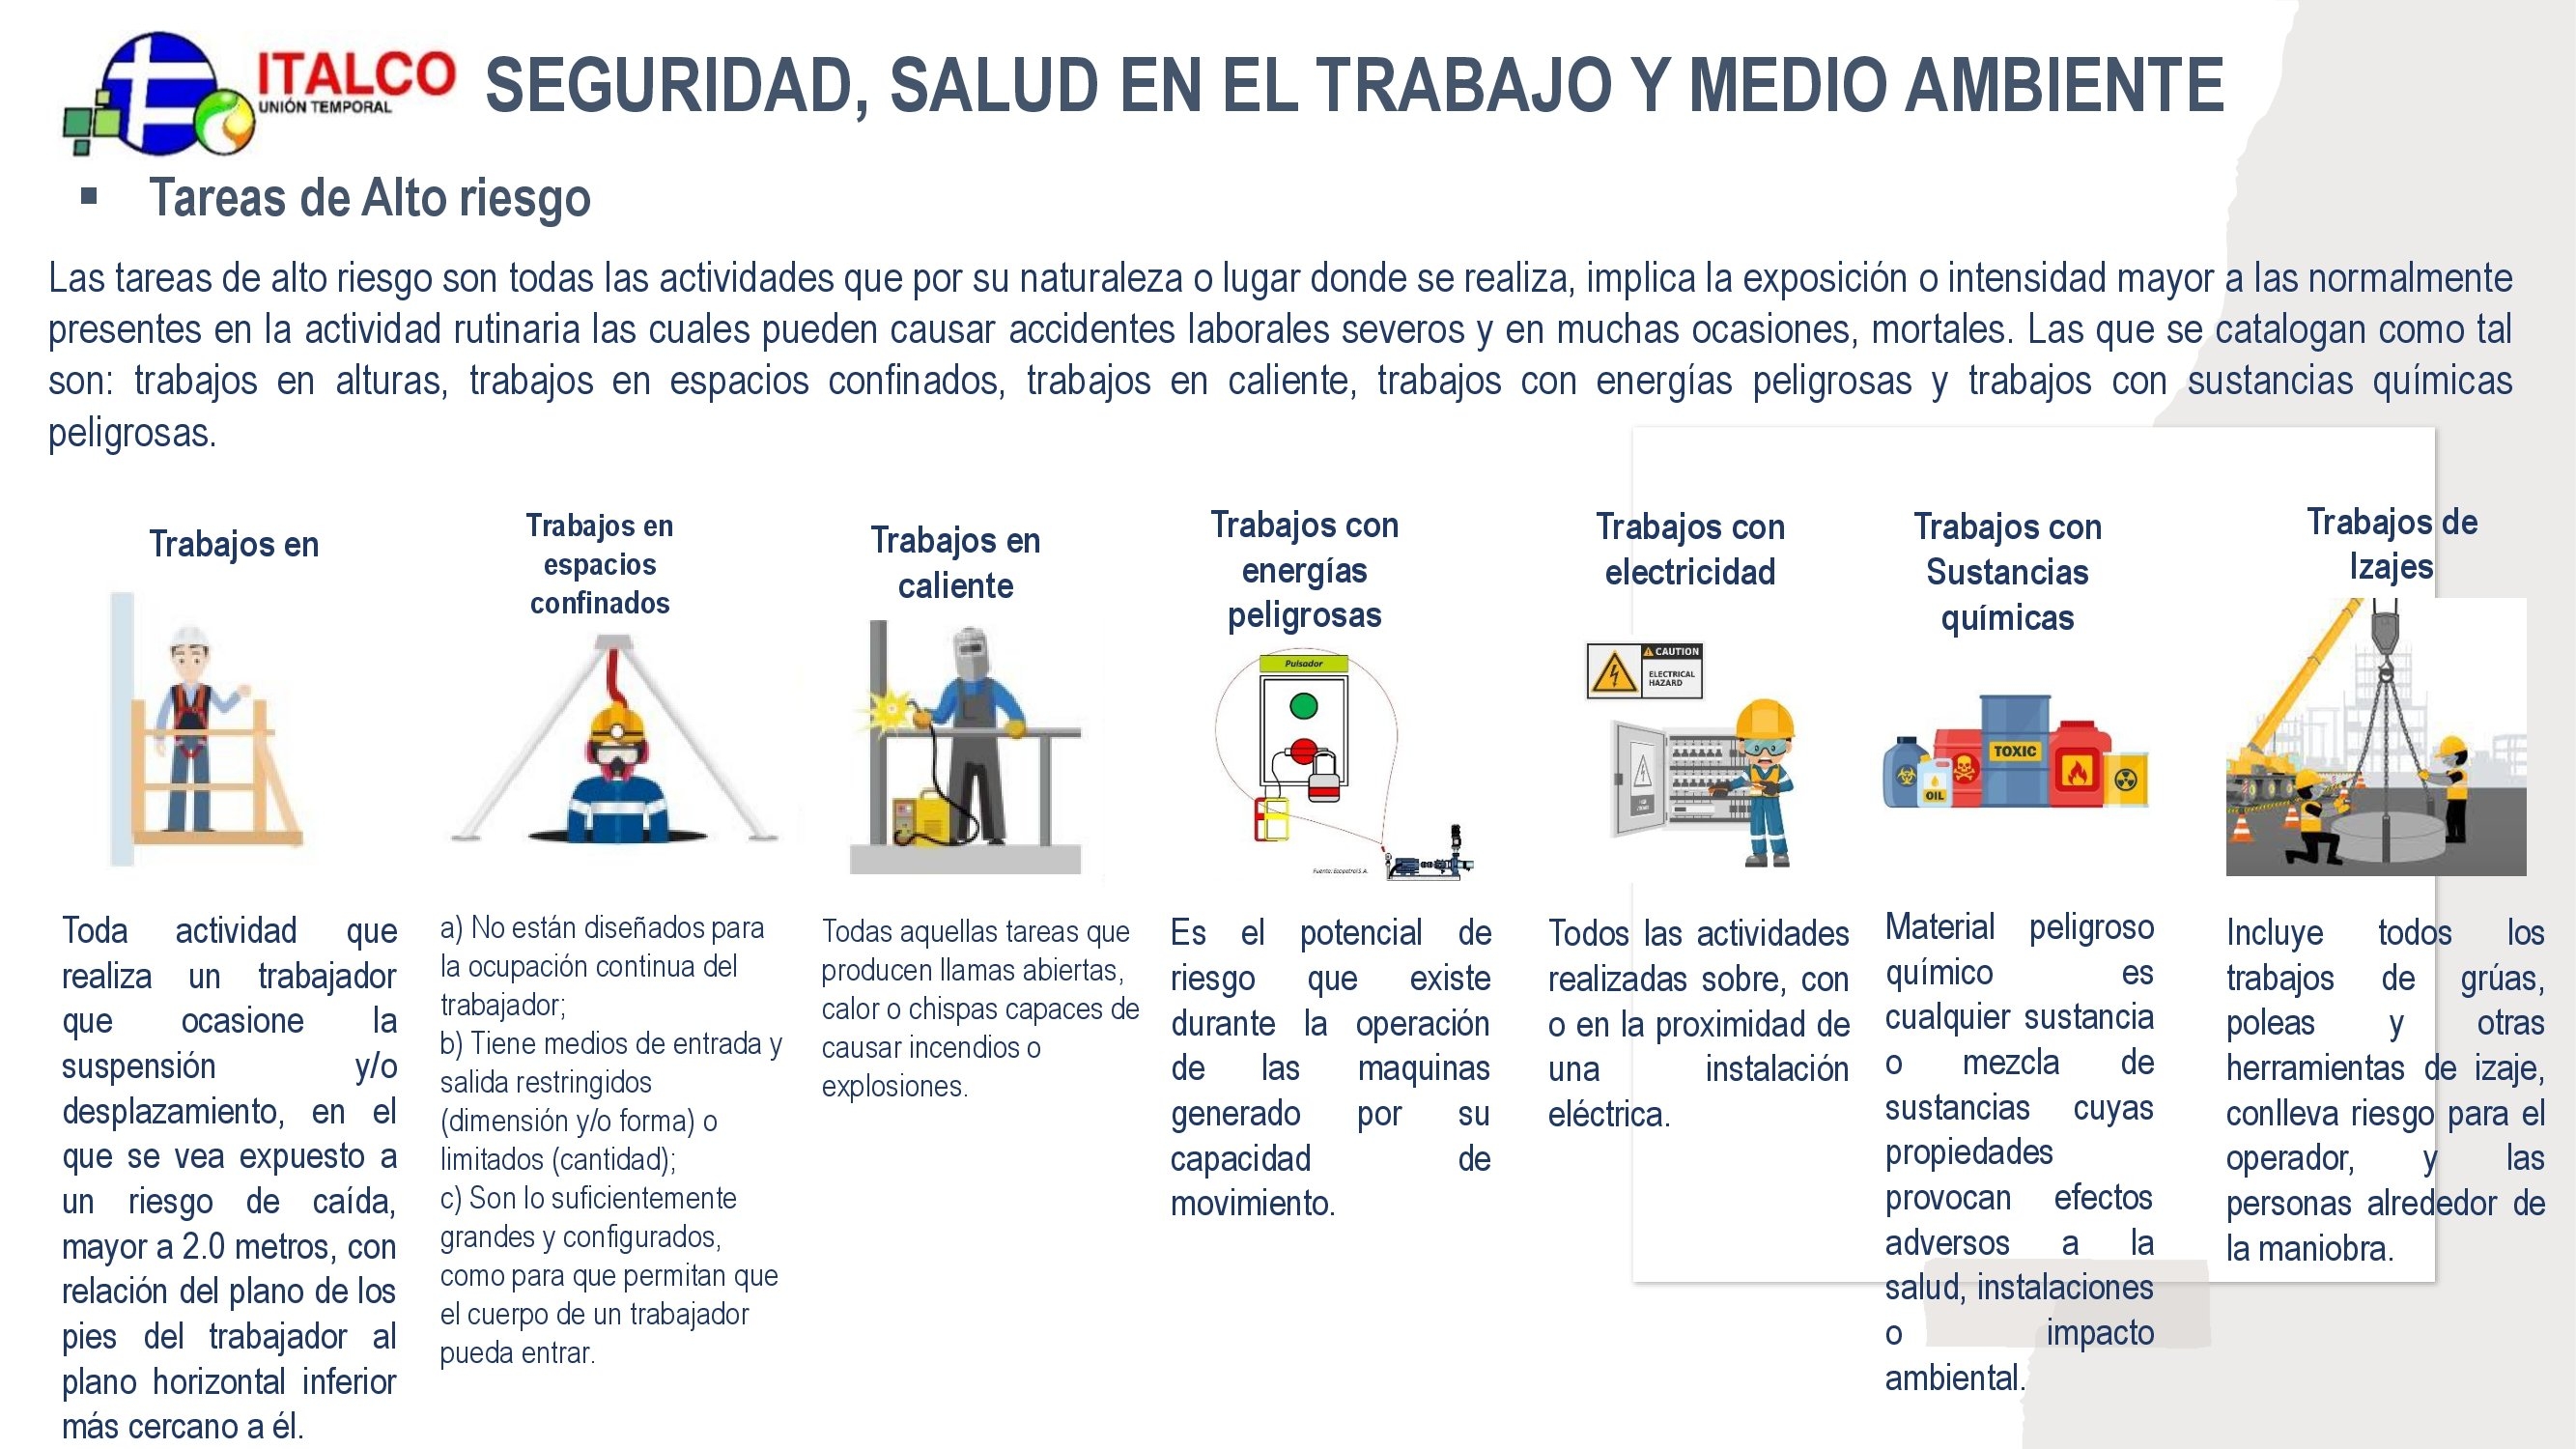 ITALCO
UNIÓN TEMPORAL
SEGURIDAD, SALUD EN EL TRABAJO Y MEDIO AMBIENTE
▪ Tareas de Alto riesgo
Las tareas de alto riesgo son todas las actividades que por su naturaleza o lugar donde se realiza, implica la exposición o intensidad mayor a las normalmente
presentes en la actividad rutinaria las cuales pueden causar accidentes laborales severos y en muchas ocasiones, mortales. Las que se catalogan como tal
son: trabajos en alturas, trabajos en espacios confinados, trabajos en caliente, trabajos con energías peligrosas y trabajos con sustancias químicas
peligrosas.
Trabajos en
Toda actividad que
realiza un trabajador
que ocasione la
suspensión y/o
desplazamiento, en el
que se vea expuesto a
un riesgo de caída,
mayor a 2.0 metros, con
relación del plano de los
pies del trabajador al
plano horizontal inferior
más cercano a él.
Trabajos en
espacios
confinados
a) No están diseñados para
la ocupación continua del
trabajador;
b) Tiene medios de entrada y
salida restringidos
(dimensión y/o forma) o
limitados (cantidad);
c) Son lo suficientemente
grandes y configurados,
como para que permitan que
el cuerpo de un trabajador
pueda entrar.
Trabajos en
caliente
Todas aquellas tareas que
producen llamas abiertas,
calor o chispas capaces de
causar incendios o
explosiones.
Trabajos con
energías
peligrosas
Pulsador
Fuente: Ecopetrol S.A.
Es el potencial de
riesgo que existe
durante la operación
de las maquinas
generado por su
capacidad de
movimiento.
Trabajos con
electricidad
CAUTION
ELECTRICAL
HAZARD
Todos las actividades
realizadas sobre, con
o en la proximidad de
una instalación
eléctrica.
Trabajos con
Sustancias
químicas
TOXIC
OIL
Material peligroso
químico es
cualquier sustancia
o mezcla de
sustancias cuyas
propiedades
provocan efectos
adversos a la
salud, instalaciones
o impacto
ambiental.
Trabajos de
Izajes
Incluye todos los
trabajos de grúas,
poleas y otras
herramientas de izaje,
conlleva riesgo para el
operador, y las
personas alrededor de
la maniobra.